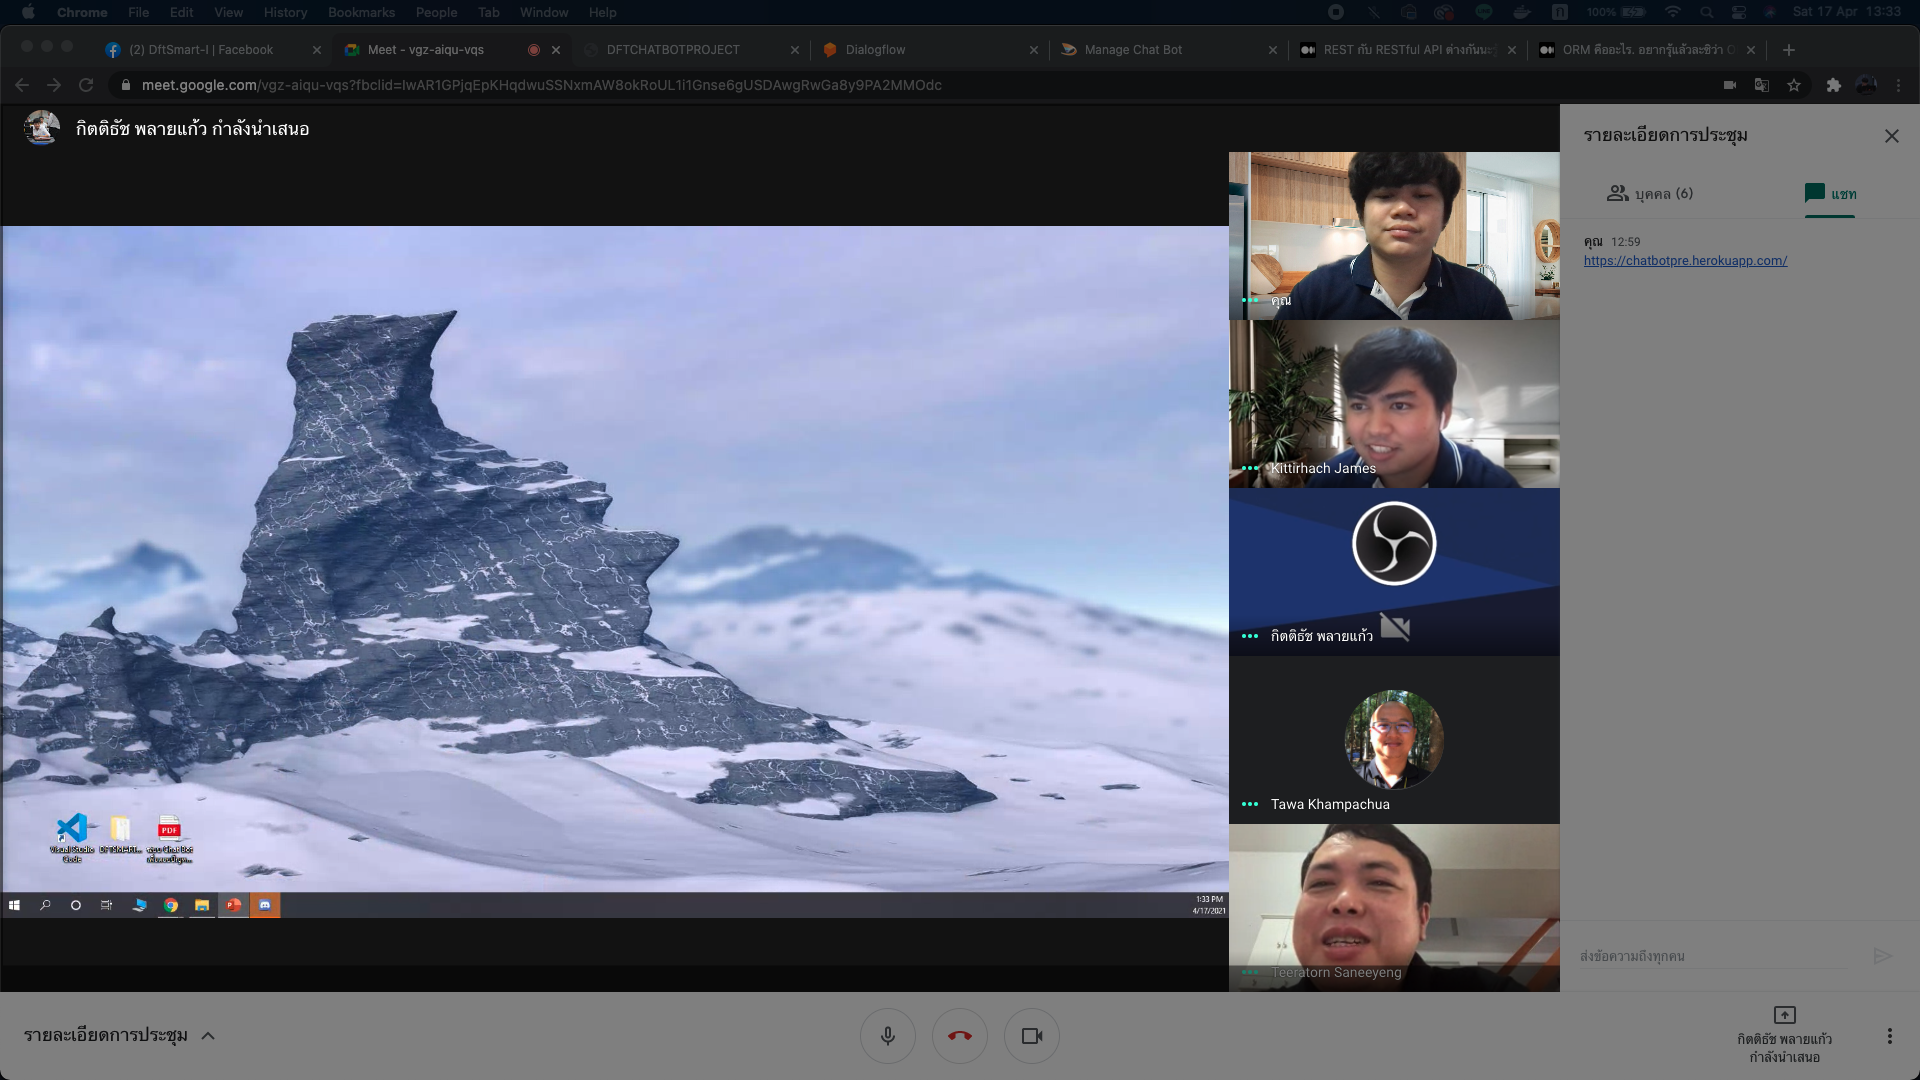 Chrome File Edit View History Bookmarks People Tab Window Help
100% Sat 17 Apr 13:33
(2) DftSmart-I | Facebook
Meet - vgz-aiqu-vqs
DFTCHATBOTPROJECT
Dialogflow
Manage Chat Bot
REST กับ RESTful API ต่างกันนะ
ORM คืออะไร. อยากรู้แล้วละซิว่า O
meet.google.com/vgz-aiqu-vqs?fbclid=IwAR1GPjqEpKHqdwuSSNxmAW8okRoUL1i1Gnse6gUSDAwgRwGa8y9PA2MMOdc
กิตติธัช พลายแก้ว กำลังนำเสนอ
รายละเอียดการประชุม
บุคคล (6)
แชท
คุณ 12:59
https://chatbotpre.herokuapp.com/
คุณ
Kittirhach James
กิตติธัช พลายแก้ว
Tawa Khampachua
Teeratorn Saneeyeng
PDF
Visual Studio
Code
1:33 PM
4/17/2021
ส่งข้อความถึงทุกคน
รายละเอียดการประชุม
กิตติธัช พลายแก้ว
กำลังนำเสนอ